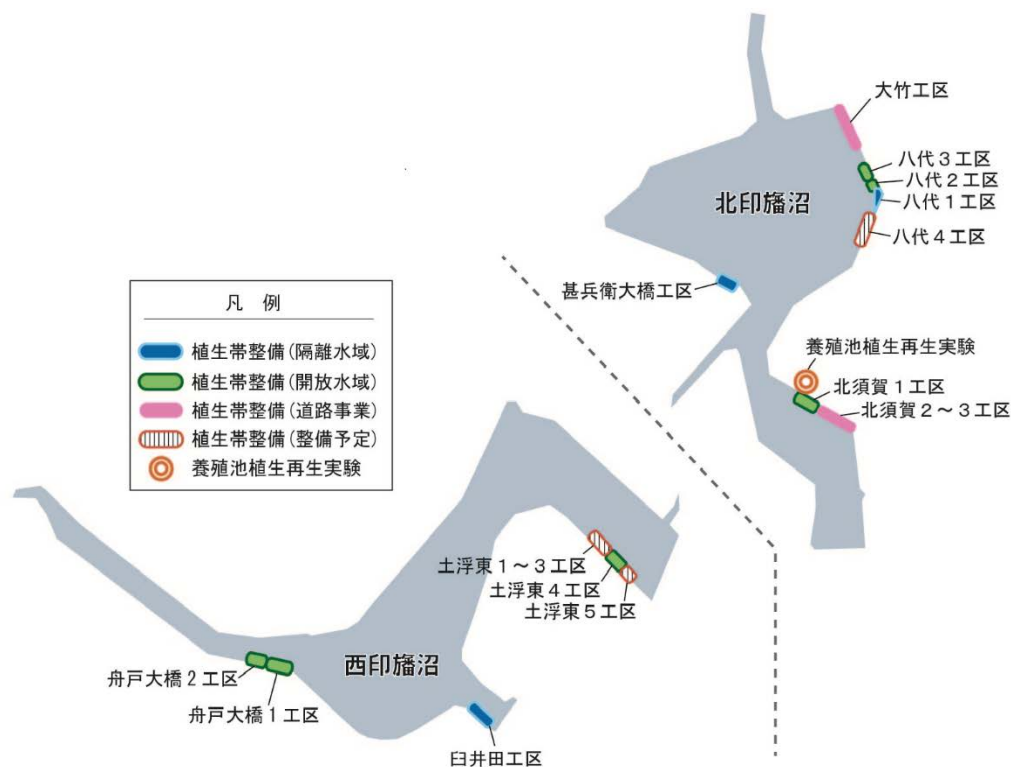 大竹工区
八代3工区
八代2工区
八代1工区
八代4工区
北印旛沼
甚兵衛大橋工区
養殖池植生再生実験
北須賀1工区
北須賀2～3工区
凡　例
植生帯整備(隔離水域)
植生帯整備(開放水域)
植生帯整備(道路事業)
植生帯整備(整備予定)
養殖池植生再生実験
土浮東1～3工区
土浮東4工区
土浮東5工区
西印旛沼
舟戸大橋2工区
舟戸大橋1工区
臼井田工区